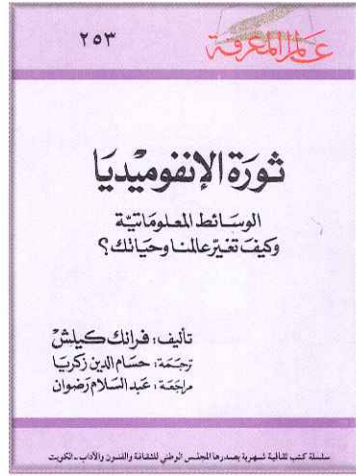 عالم المعرفة
٢٥٣
ثورة الإنفوميديا
الوسائط المعلوماتية
وكيف تغير عالمنا وحياتك؟
تأليف: فرانك كيلش
ترجمة: حسام الدين زكريا
مراجعة: عبد السلام رضوان
سلسلة كتب ثقافية شهرية يصدرها المجلس الوطني للثقافة والفنون والآداب - الكويت